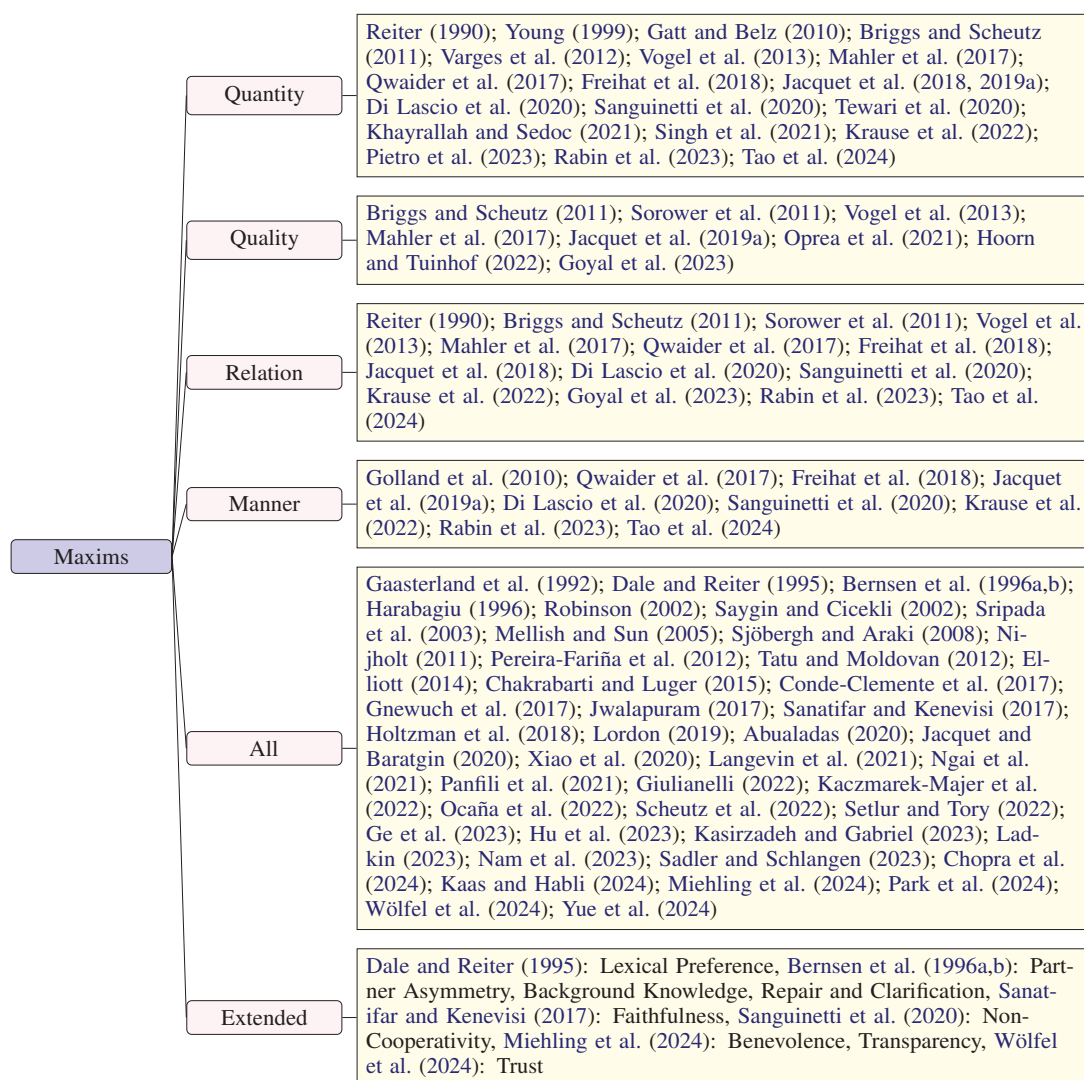 Maxims
Quantity
Reiter (1990); Young (1999); Gatt and Belz (2010); Briggs and Scheutz
(2011); Varges et al. (2012); Vogel et al. (2013); Mahler et al. (2017);
Qwaider et al. (2017); Freihat et al. (2018); Jacquet et al. (2018, 2019a);
Di Lascio et al. (2020); Sanguinetti et al. (2020); Tewari et al. (2020);
Khayrallah and Sedoc (2021); Singh et al. (2021); Krause et al. (2022);
Pietro et al. (2023); Rabin et al. (2023); Tao et al. (2024)
Quality
Briggs and Scheutz (2011); Sorower et al. (2011); Vogel et al. (2013);
Mahler et al. (2017); Jacquet et al. (2019a); Oprea et al. (2021); Hoorn
and Tuinhof (2022); Goyal et al. (2023)
Relation
Reiter (1990); Briggs and Scheutz (2011); Sorower et al. (2011); Vogel et al.
(2013); Mahler et al. (2017); Qwaider et al. (2017); Freihat et al. (2018);
Jacquet et al. (2018); Di Lascio et al. (2020); Sanguinetti et al. (2020);
Krause et al. (2022); Goyal et al. (2023); Rabin et al. (2023); Tao et al.
(2024)
Manner
Golland et al. (2010); Qwaider et al. (2017); Freihat et al. (2018); Jacquet
et al. (2019a); Di Lascio et al. (2020); Sanguinetti et al. (2020); Krause et al.
(2022); Rabin et al. (2023); Tao et al. (2024)
All
Gaasterland et al. (1992); Dale and Reiter (1995); Bernsen et al. (1996a,b);
Harabagiu (1996); Robinson (2002); Saygin and Cicekli (2002); Sripada
et al. (2003); Mellish and Sun (2005); Sjöbergh and Araki (2008); Ni-
jholt (2011); Pereira-Fariña et al. (2012); Tatu and Moldovan (2012); El-
liott (2014); Chakrabarti and Luger (2015); Conde-Clemente et al. (2017);
Gnewuch et al. (2017); Jwalapuram (2017); Sanatifar and Kenevisi (2017);
Holtzman et al. (2018); Lordon (2019); Abualadas (2020); Jacquet and
Baratgin (2020); Xiao et al. (2020); Langevin et al. (2021); Ngai et al.
(2021); Panfili et al. (2021); Giulianelli (2022); Kaczmarek-Majer et al.
(2022); Ocaña et al. (2022); Scheutz et al. (2022); Setlur and Tory (2022);
Ge et al. (2023); Hu et al. (2023); Kasirzadeh and Gabriel (2023); Lad-
kin (2023); Nam et al. (2023); Sadler and Schlangen (2023); Chopra et al.
(2024); Kaas and Habli (2024); Miehling et al. (2024); Park et al. (2024);
Wölfel et al. (2024); Yue et al. (2024)
Extended
Dale and Reiter (1995): Lexical Preference, Bernsen et al. (1996a,b): Part-
ner Asymmetry, Background Knowledge, Repair and Clarification, Sanat-
ifar and Kenevisi (2017): Faithfulness, Sanguinetti et al. (2020): Non-
Cooperativity, Miehling et al. (2024): Benevolence, Transparency, Wölfel
et al. (2024): Trust